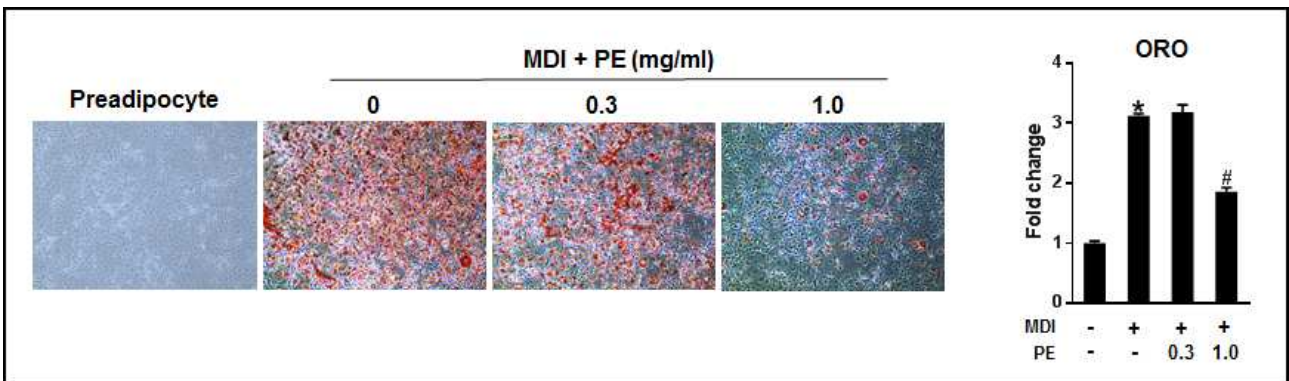 MDI + PE (mg/ml)
Preadipocyte 0 0.3 1.0
ORO
Fold change
4
3
2
1
0
*
#
MDI - + + +
PE - - 0.3 1.0